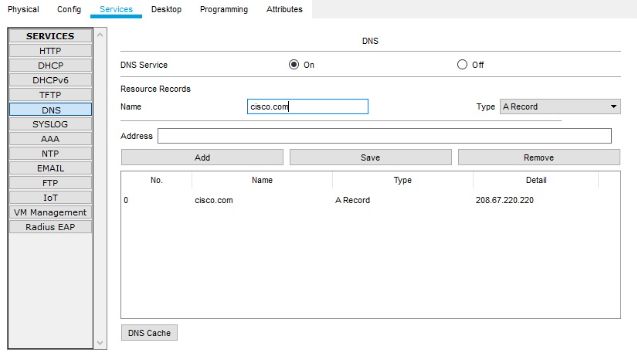 Physical Config Services Desktop Programming Attributes
SERVICES
HTTP
DHCP
DHCPv6
TFTP
DNS
SYSLOG
AAA
NTP
EMAIL
FTP
IoT
VM Management
Radius EAP
DNS
DNS Service On Off
Resource Records
Name cisco.com Type A Record
Address
Add Save Remove
No. Name Type Detail
0 cisco.com A Record 208.67.220.220
DNS Cache